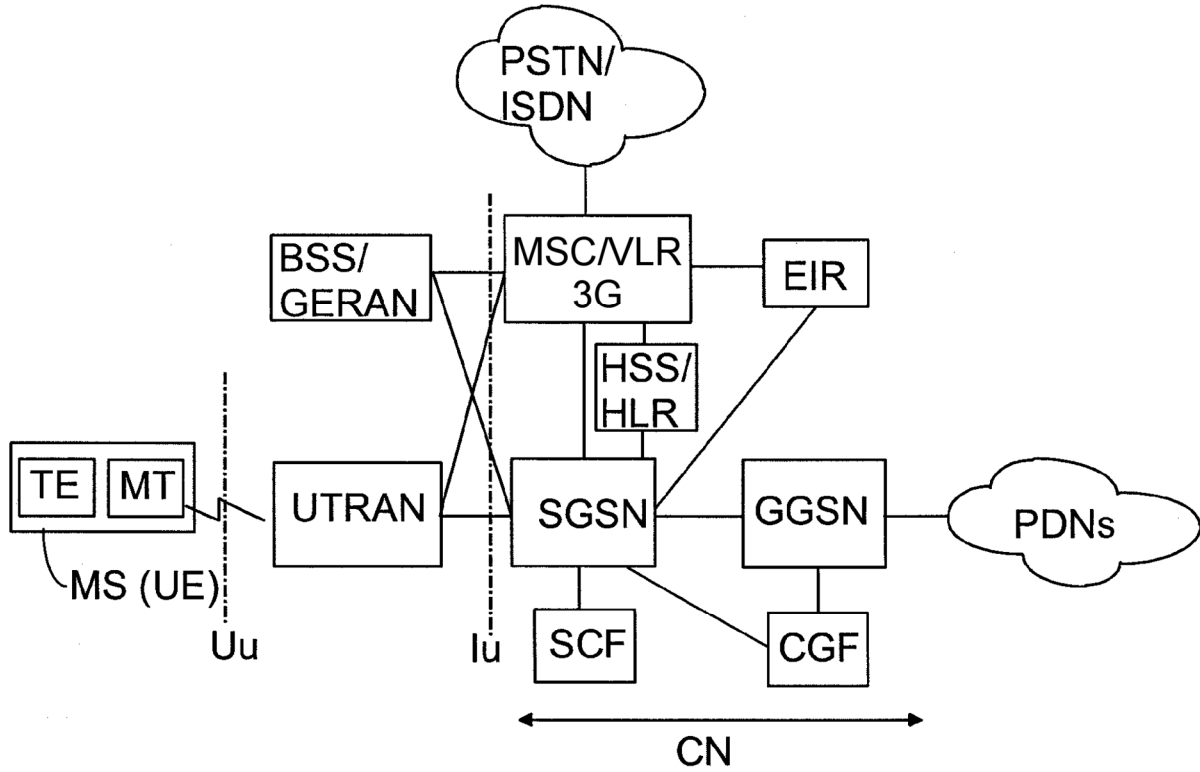 PSTN/
ISDN
BSS/
GERAN
MSC/VLR
3G
EIR
HSS/
HLR
TE
MT
UTRAN
SGSN
GGSN
PDNs
MS (UE)
Uu
Iu
SCF
CGF
CN